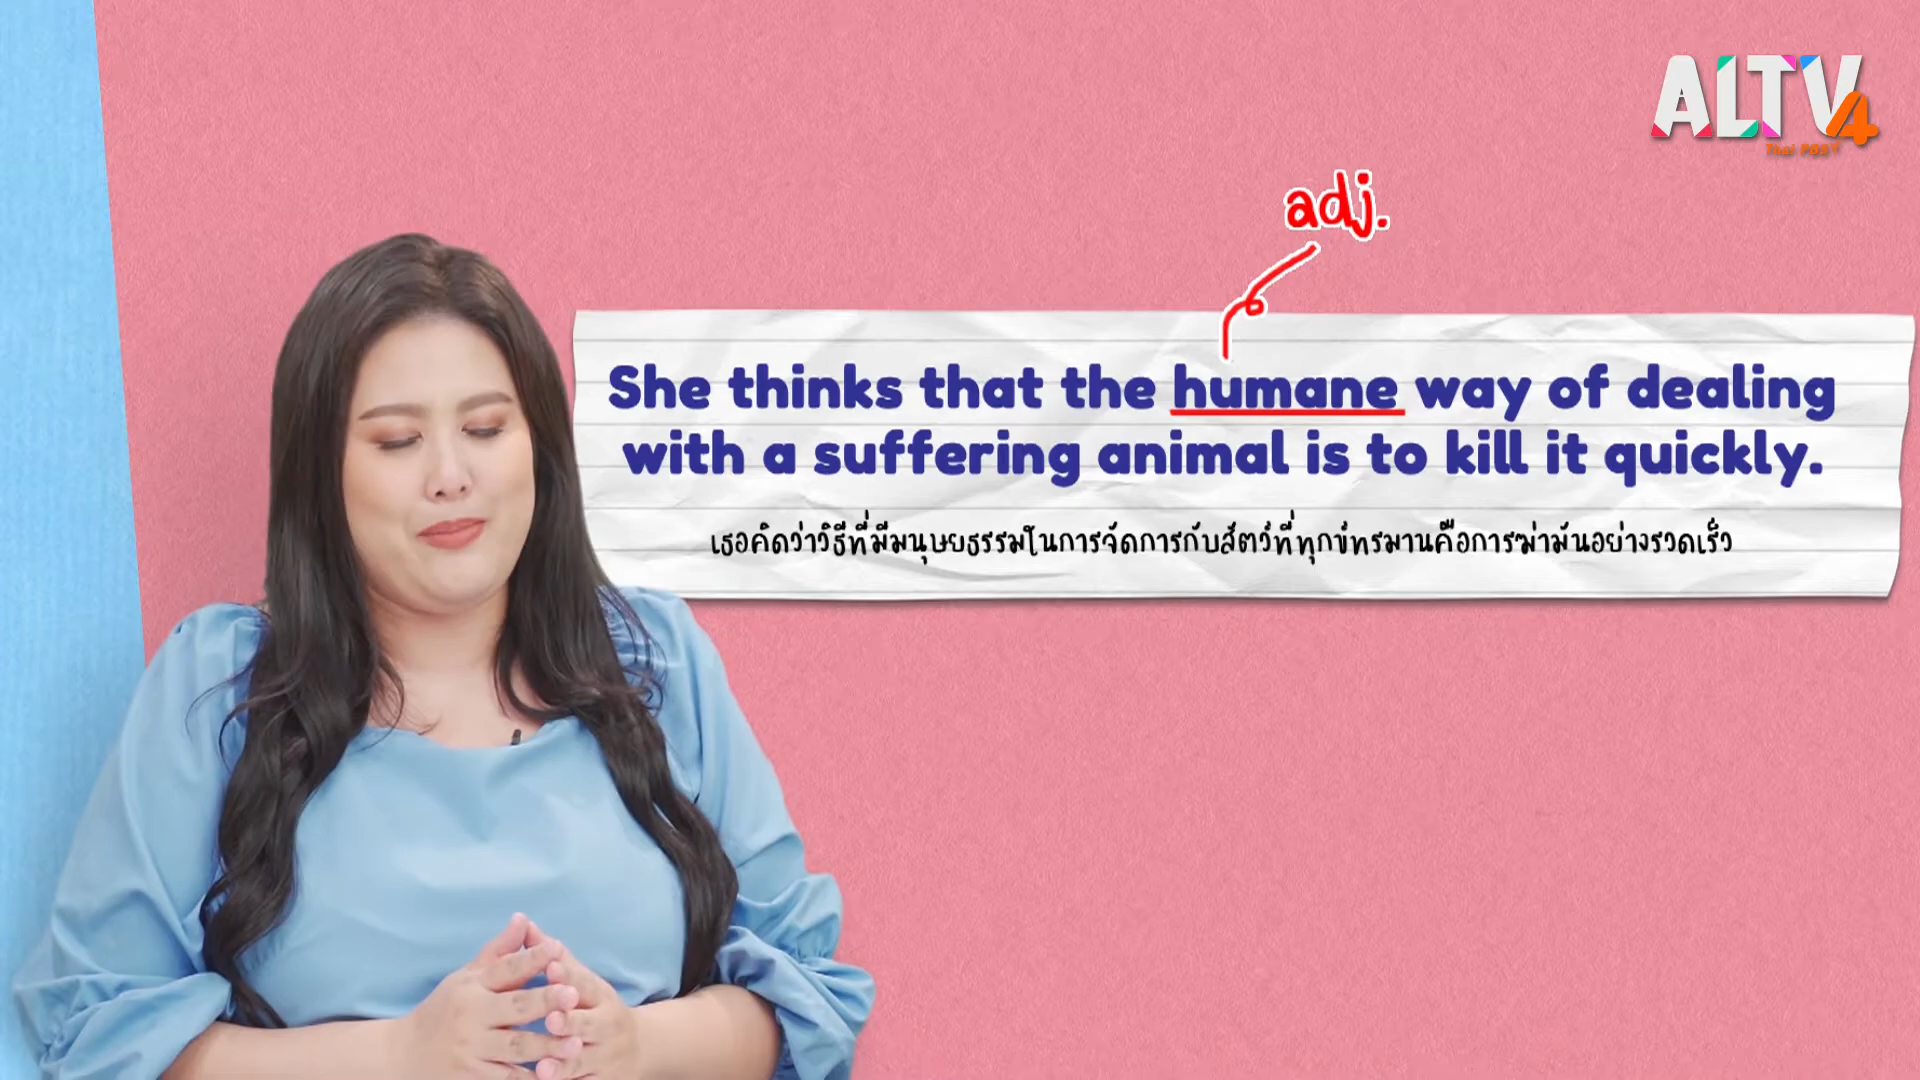 ALTV4
Thai PBS
adj.
She thinks that the humane way of dealing
with a suffering animal is to kill it quickly.
เธอคิดว่าวิธีที่มีมนุษยธรรมในการจัดการกับสัตว์ที่ทุกข์ทรมานคือการฆ่ามันอย่างรวดเร็ว